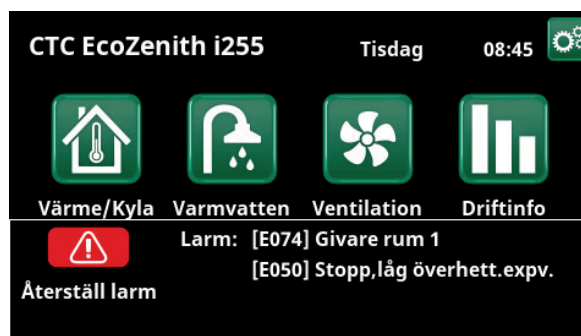 CTC EcoZenith i255 Tisdag 08:45
Värme/Kyla Varmvatten Ventilation Driftinfo
Larm: [E074] Givare rum 1
[E050] Stopp,låg överhett.expv.
Återställ larm